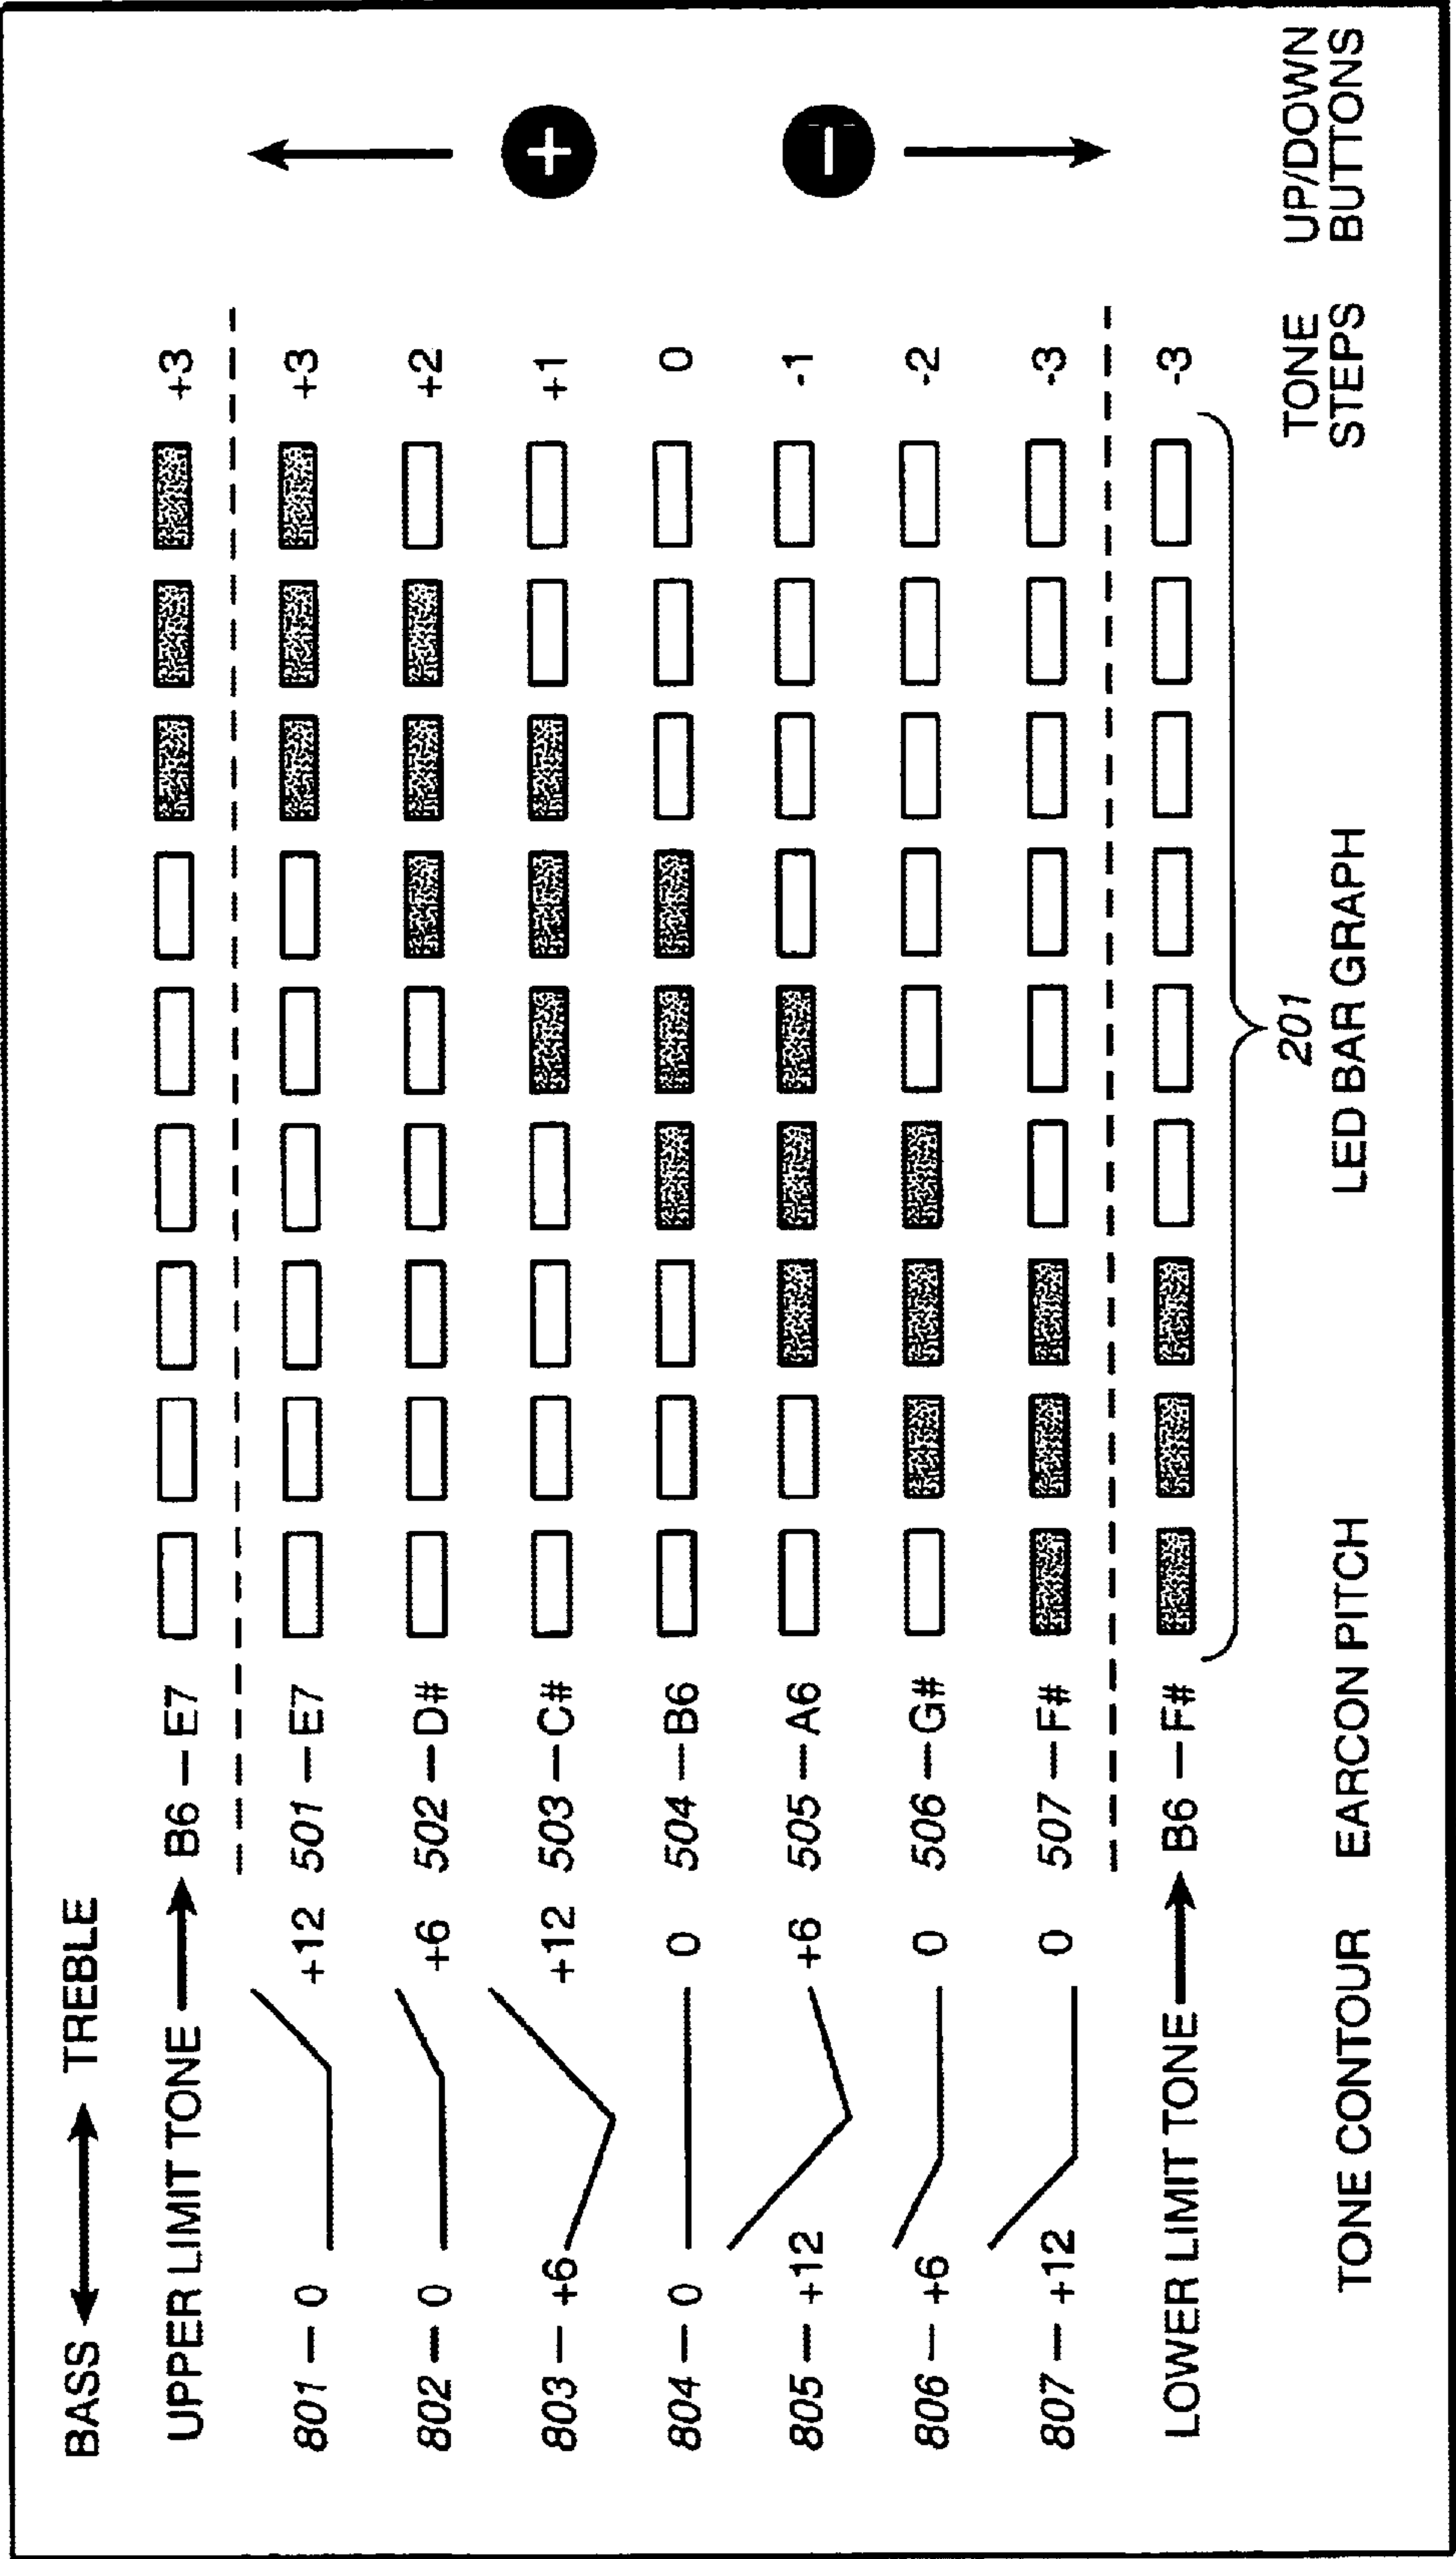 BASS TREBLE
UPPER LIMIT TONE B6 — E7 +3
801 — 0 +12 501 — E7 +3
802 — 0 +6 502 — D# +2
803 — +6 +12 503 — C# +1
804 — 0 0 504 — B6 0
805 — +12 +6 505 — A6 -1
806 — +6 0 506 — G# -2
807 — +12 0 507 — F# -3
LOWER LIMIT TONE B6 — F# -3
201
TONE CONTOUR EARCON PITCH LED BAR GRAPH TONE STEPS UP/DOWN BUTTONS
+
−